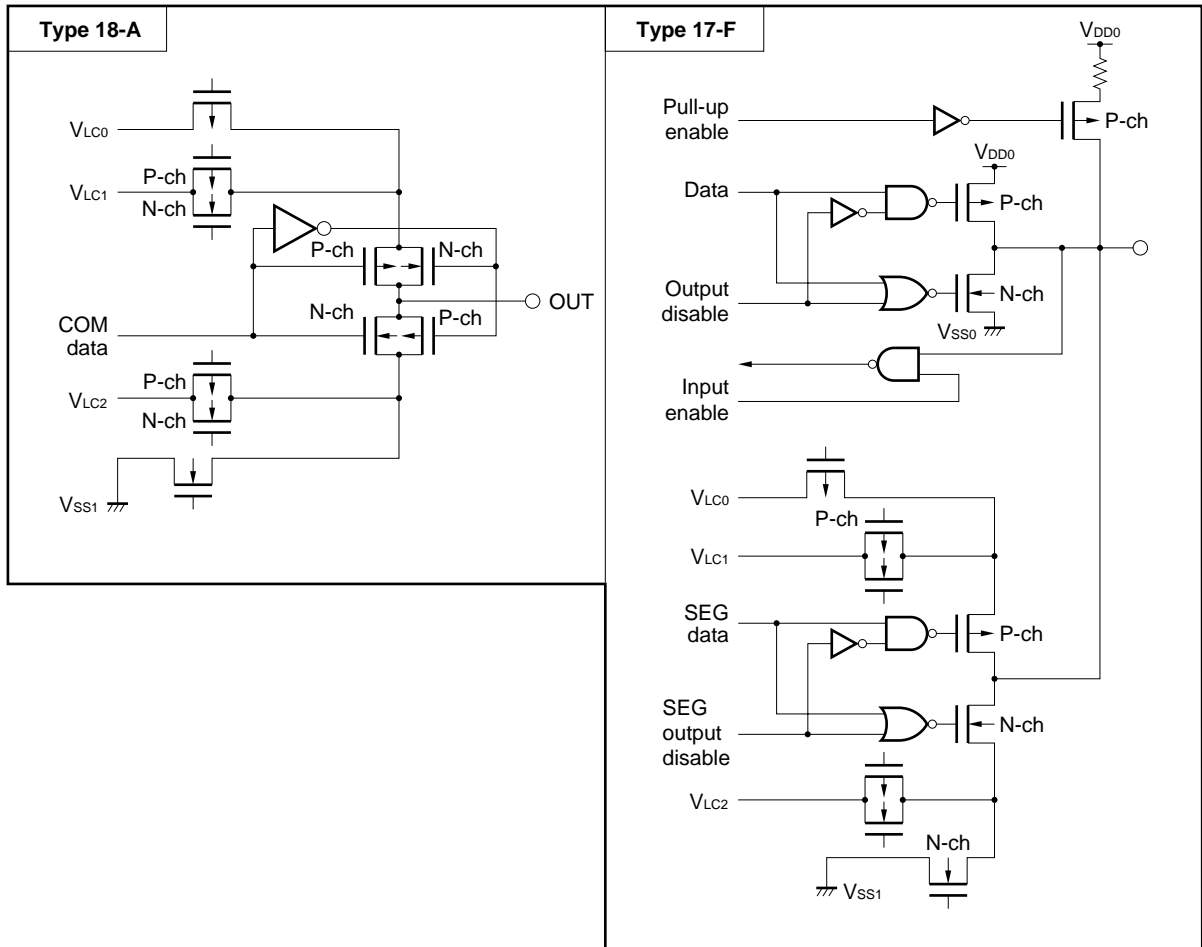 Type 18-A
VLC0
VLC1
P-ch
N-ch
P-ch
N-ch
OUT
N-ch
P-ch
COM
data
P-ch
VLC2
N-ch
VSS1
Type 17-F
VDD0
Pull-up
enable
P-ch
VDD0
Data
P-ch
Output
disable
N-ch
VSS0
Input
enable
VLC0
P-ch
VLC1
SEG
data
P-ch
SEG
output
disable
N-ch
VLC2
N-ch
VSS1